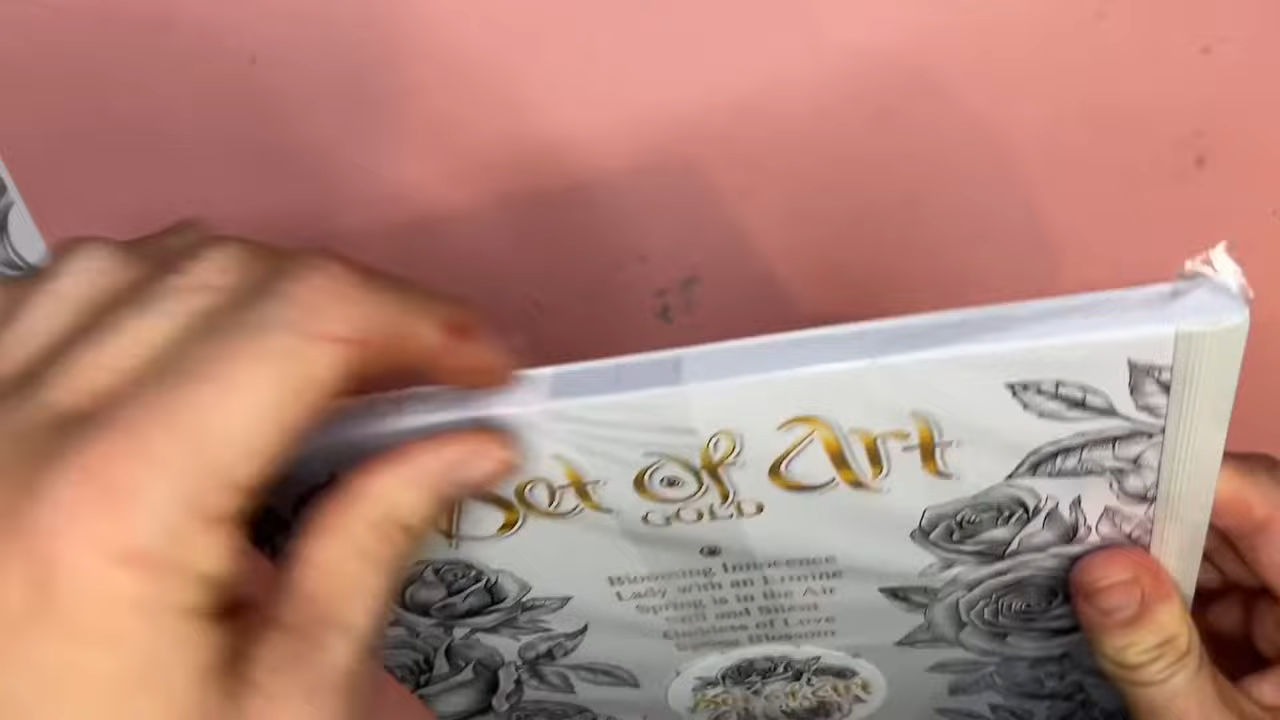 Set Of Art
GOLD
Blooming Innocence
Lady with an Ermine
Spring is in the Air
and Silent
Goddess of Love
Blossom